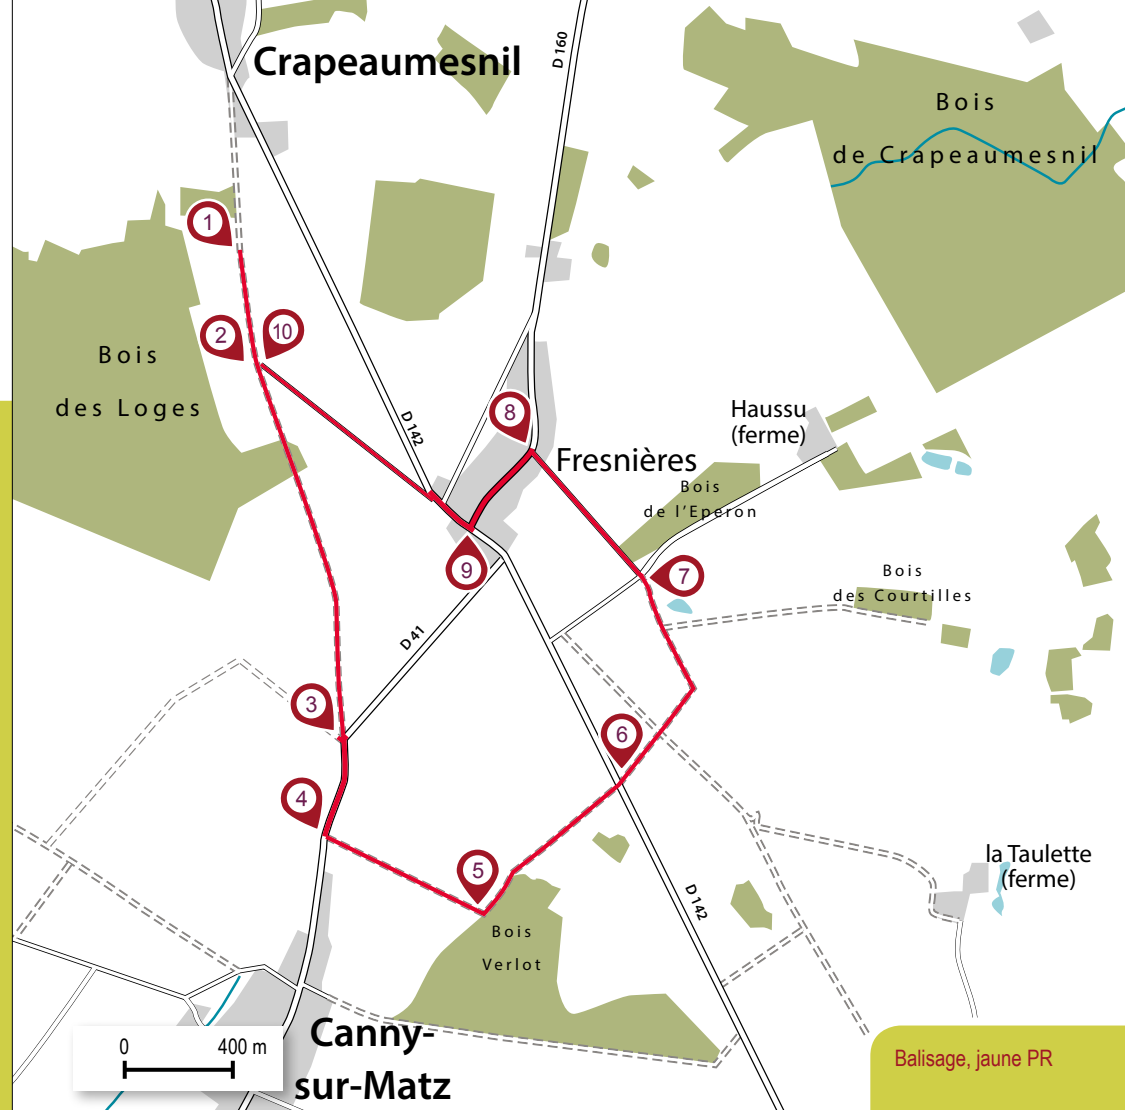 Crapeaumesnil
D 160
Bois
de Crapeaumesnil
1
2
10
Bois
des Loges
D 142
8
Haussu
(ferme)
Fresnières
Bois
de l'Eperon
9
7
Bois
des Courtilles
D 41
3
6
4
5
la Taulette
(ferme)
D 142
Bois
Verlot
0
400 m
Canny-
sur-Matz
Balisage, jaune PR